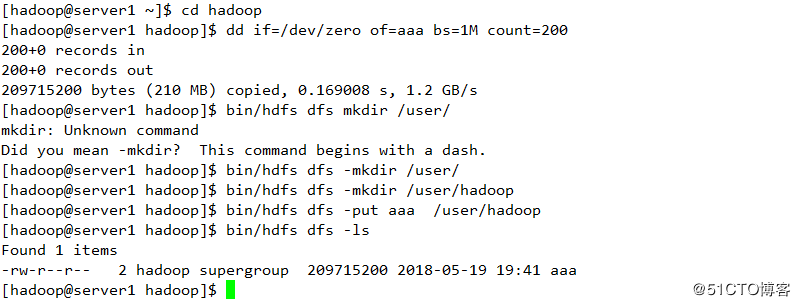 [hadoop@server1 ~]$ cd hadoop
[hadoop@server1 hadoop]$ dd if=/dev/zero of=aaa bs=1M count=200
200+0 records in
200+0 records out
209715200 bytes (210 MB) copied, 0.169008 s, 1.2 GB/s
[hadoop@server1 hadoop]$ bin/hdfs dfs mkdir /user/
mkdir: Unknown command
Did you mean -mkdir?  This command begins with a dash.
[hadoop@server1 hadoop]$ bin/hdfs dfs -mkdir /user/
[hadoop@server1 hadoop]$ bin/hdfs dfs -mkdir /user/hadoop
[hadoop@server1 hadoop]$ bin/hdfs dfs -put aaa  /user/hadoop
[hadoop@server1 hadoop]$ bin/hdfs dfs -ls
Found 1 items
-rw-r--r--   2 hadoop supergroup  209715200 2018-05-19 19:41 aaa
[hadoop@server1 hadoop]$
@51CTO博客